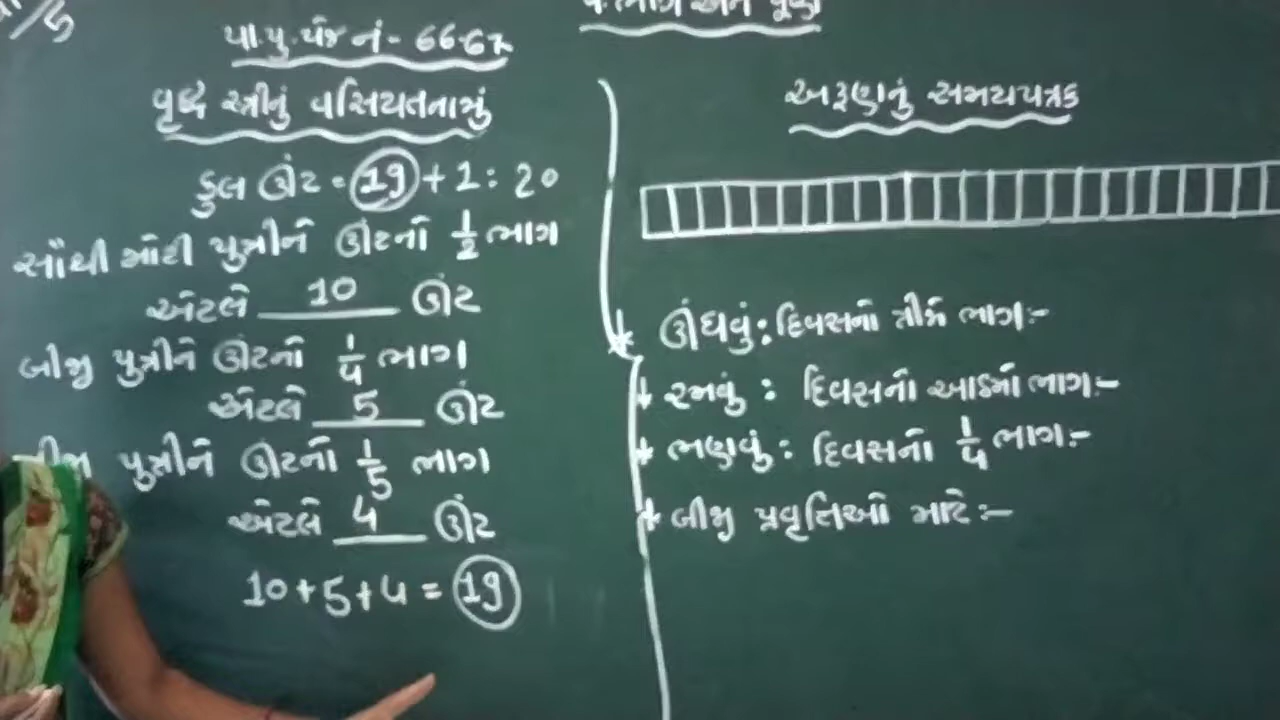 ભાગ અને પૂર્ણ
પા.પુ.પેજ નં- 66-67
વૃદ્ધ સ્ત્રીનું વસિયતનામું
કુલ ઊંટ = 19 + 1 = 20
સૌથી મોટી પુત્રીને ઊંટનો 1/2 ભાગ
એટલે 10 ઊંટ
બીજી પુત્રીને ઊંટનો 1/4 ભાગ
એટલે 5 ઊંટ
પુત્રીને ઊંટનો 1/5 ભાગ
એટલે 4 ઊંટ
10+5+4 = 19
અરૂણનું સમયપત્રક
* ઊંઘવું : દિવસનો ત્રીજો ભાગ:-
* રમવું : દિવસનો આઠમો ભાગ:-
* ભણવું : દિવસનો 1/4 ભાગ:-
* બીજી પ્રવૃત્તિઓ માટે :-